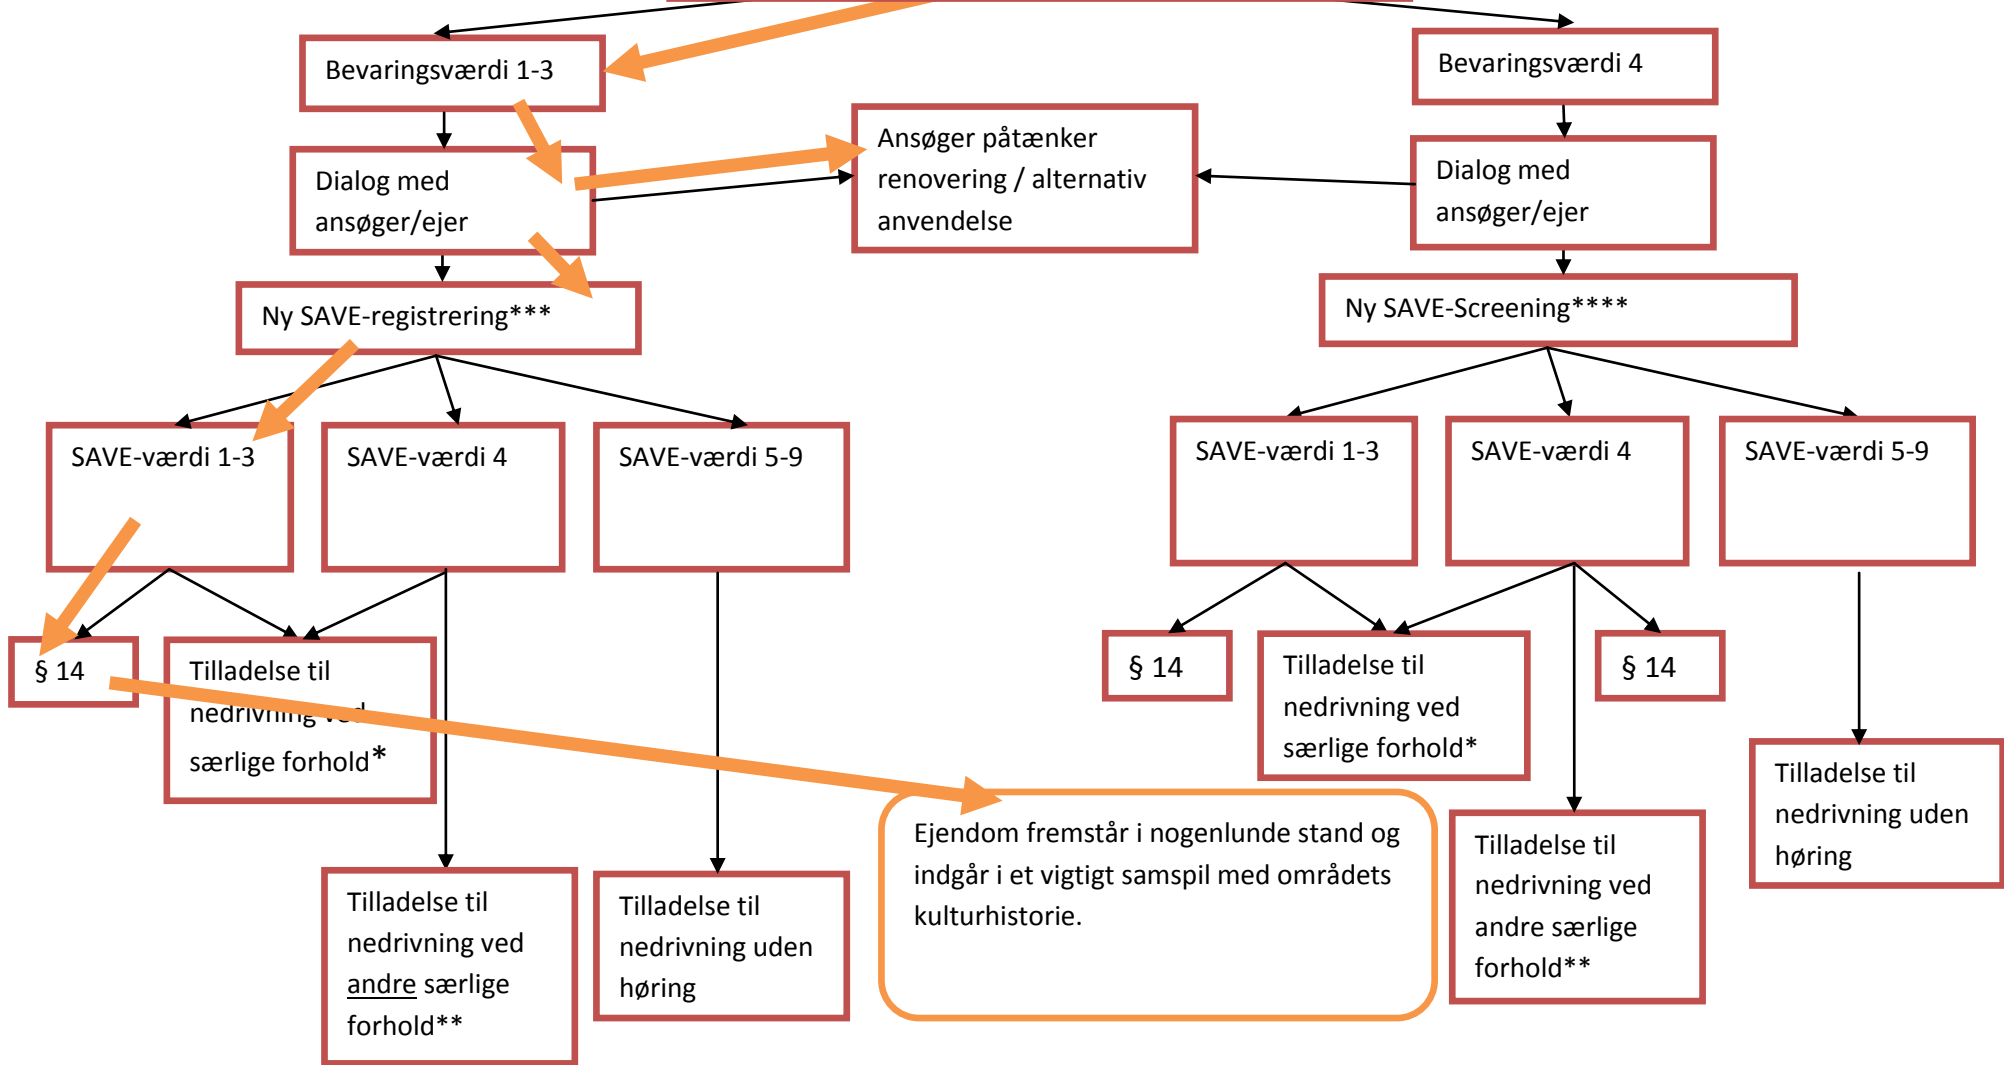 Bevaringsværdi 1-3
Bevaringsværdi 4
Ansøger påtænker
renovering / alternativ
anvendelse
Dialog med
ansøger/ejer
Dialog med
ansøger/ejer
Ny SAVE-registrering***
Ny SAVE-Screening****
SAVE-værdi 1-3
SAVE-værdi 4
SAVE-værdi 5-9
SAVE-værdi 1-3
SAVE-værdi 4
SAVE-værdi 5-9
§ 14
Tilladelse til
nedrivning ved
særlige forhold*
§ 14
Tilladelse til
nedrivning ved
særlige forhold*
§ 14
Tilladelse til
nedrivning uden
høring
Tilladelse til
nedrivning ved
andre særlige
forhold**
Tilladelse til
nedrivning uden
høring
Ejendom fremstår i nogenlunde stand og
indgår i et vigtigt samspil med områdets
kulturhistorie.
Tilladelse til
nedrivning ved
andre særlige
forhold**